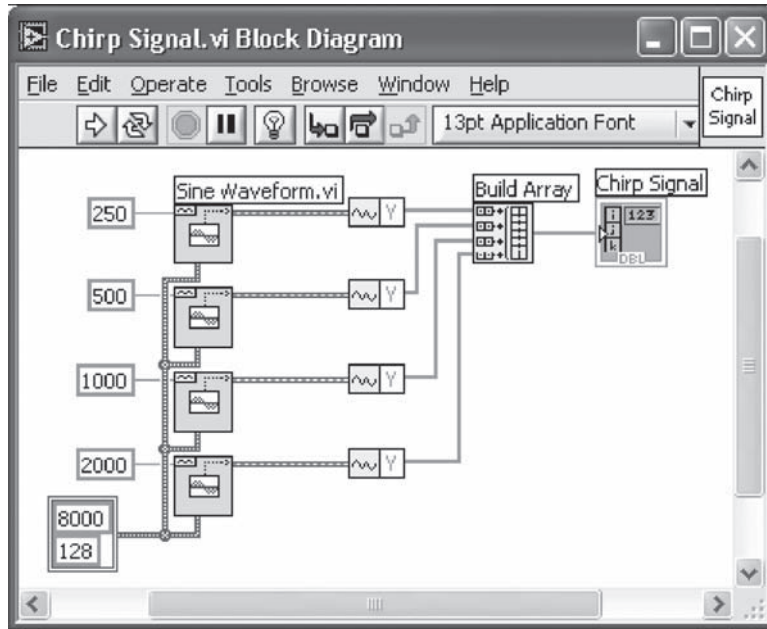 Chirp Signal.vi Block Diagram
File Edit Operate Tools Browse Window Help
13pt Application Font
Chirp
Signal
Sine Waveform.vi
Build Array
Chirp Signal
250
Y
i
j
k
123
DBL
500
Y
1000
Y
2000
Y
8000
128